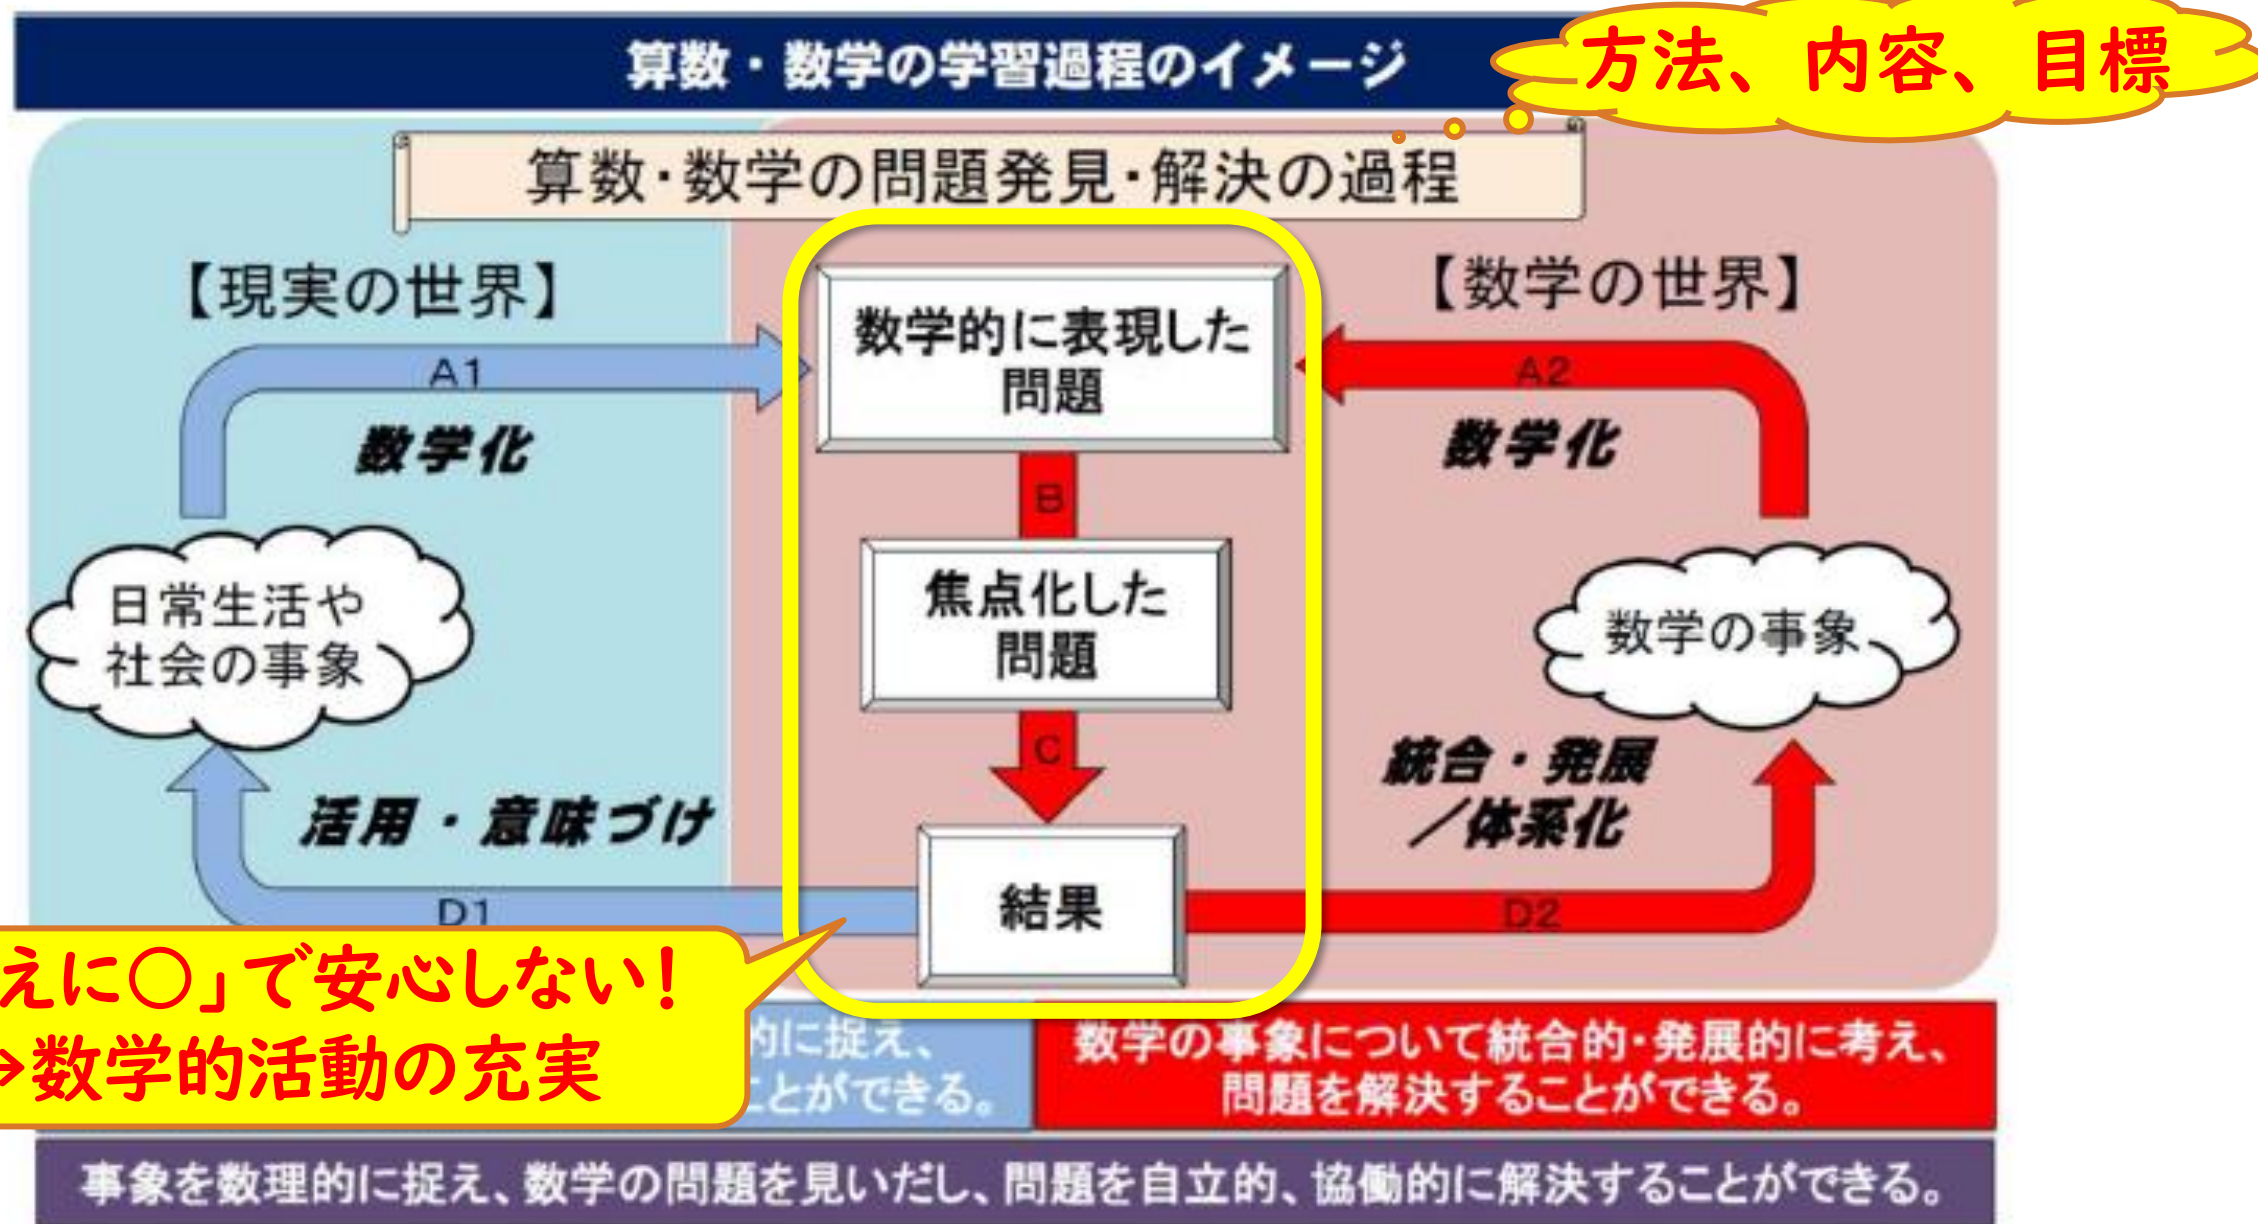 算数・数学の学習過程のイメージ
方法、内容、目標
算数・数学の問題発見・解決の過程
【現実の世界】
【数学の世界】
数学的に表現した
問題
A1
数学化
A2
数学化
B
日常生活や
社会の事象
焦点化した
問題
数学の事象
C
活用・意味づけ
統合・発展
／体系化
D1
結果
D2
えに〇」で安心しない！
→数学的活動の充実
的に捉え、
ことができる。
数学の事象について統合的・発展的に考え、
問題を解決することができる。
事象を数理的に捉え、数学の問題を見いだし、問題を自立的、協働的に解決することができる。